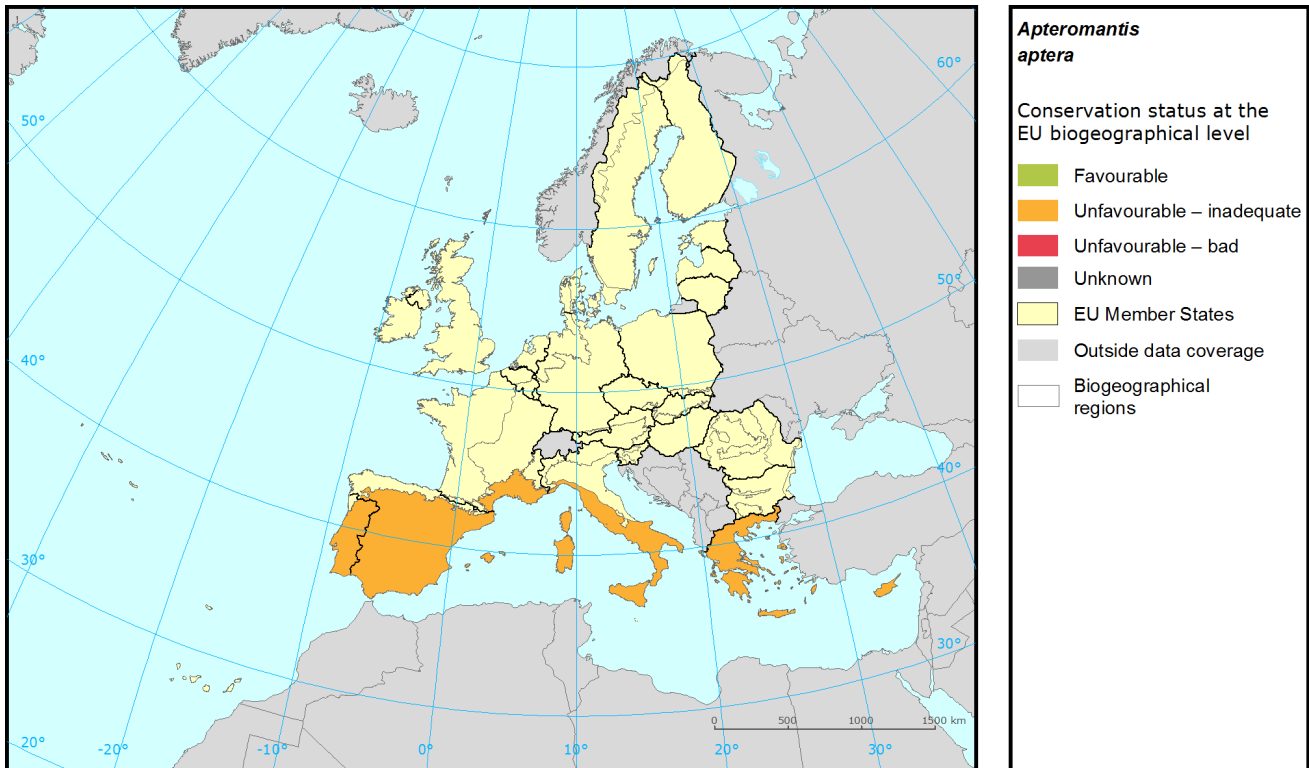 60°
50°
50°
40°
40°
30°
30°
20°
-20°
-10°
0°
10°
20°
30°
0 500 1000 1500 km
Apteromantis
aptera
Conservation status at the
EU biogeographical level
Favourable
Unfavourable – inadequate
Unfavourable – bad
Unknown
EU Member States
Outside data coverage
Biogeographical
regions